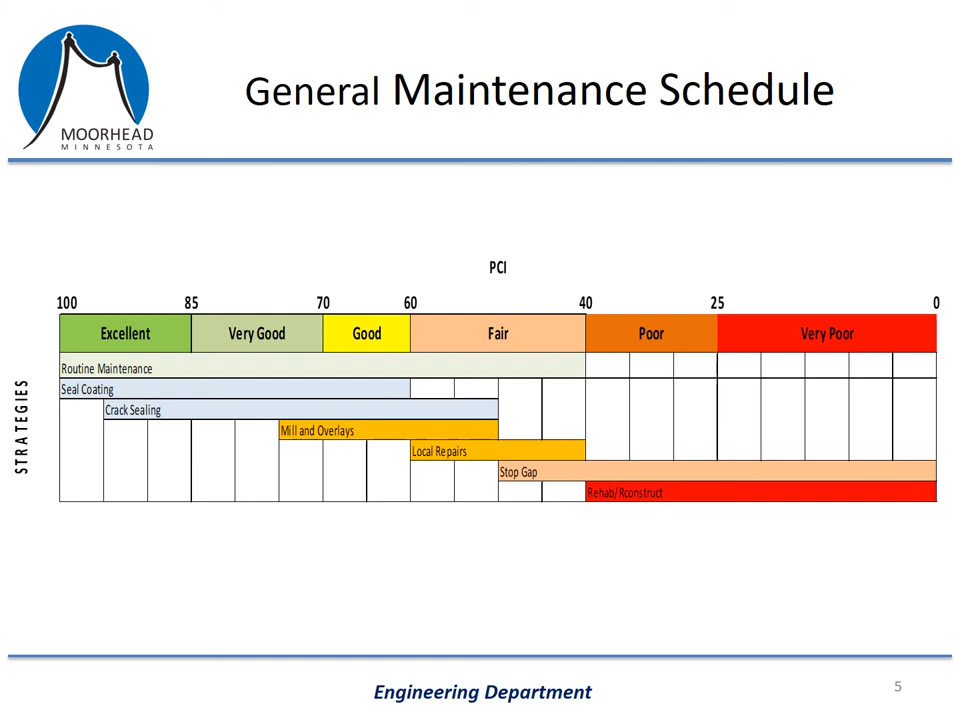 MOORHEAD
MINNESOTA
General Maintenance Schedule
PCI
100 85 70 60 40 25 0
Excellent Very Good Good Fair Poor Very Poor
STRATEGIES
Routine Maintenance
Seal Coating
Crack Sealing
Mill and Overlays
Local Repairs
Stop Gap
Rehab/Rconstruct
Engineering Department
5